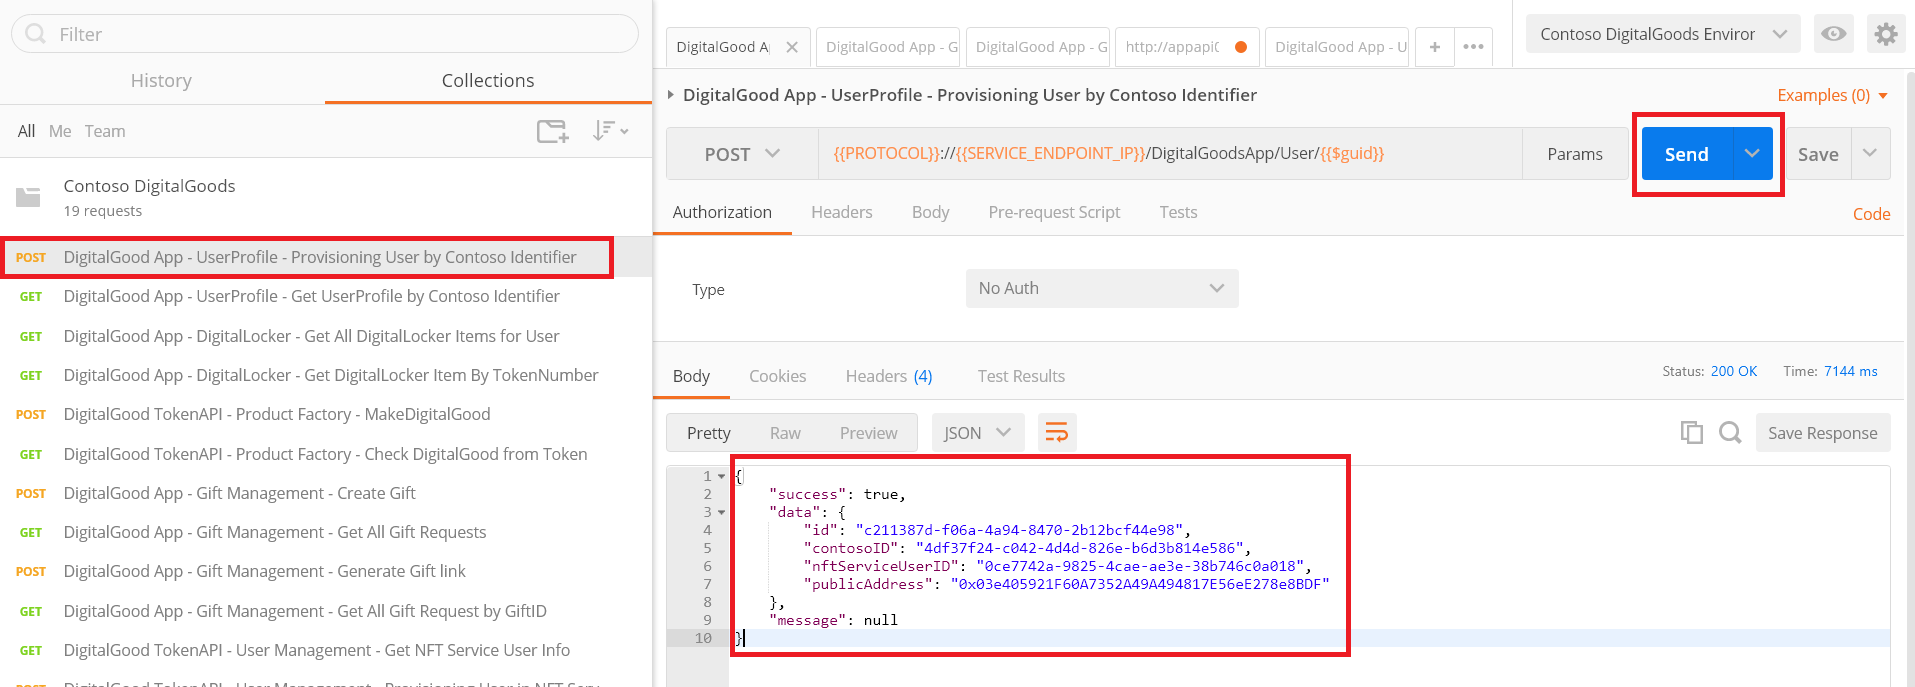 Filter
History
Collections
All Me Team
Contoso DigitalGoods
19 requests
POST DigitalGood App - UserProfile - Provisioning User by Contoso Identifier
GET DigitalGood App - UserProfile - Get UserProfile by Contoso Identifier
GET DigitalGood App - DigitalLocker - Get All DigitalLocker Items for User
GET DigitalGood App - DigitalLocker - Get DigitalLocker Item By TokenNumber
POST DigitalGood TokenAPI - Product Factory - MakeDigitalGood
GET DigitalGood TokenAPI - Product Factory - Check DigitalGood from Token
POST DigitalGood App - Gift Management - Create Gift
GET DigitalGood App - Gift Management - Get All Gift Requests
POST DigitalGood App - Gift Management - Generate Gift link
GET DigitalGood App - Gift Management - Get All Gift Request by GiftID
GET DigitalGood TokenAPI - User Management - Get NFT Service User Info
POST DigitalGood TokenAPI - User Management - Provisioning User in NFT Serv
DigitalGood A
DigitalGood App - G
DigitalGood App - G
http://appapi
DigitalGood App - U
Contoso DigitalGoods Enviror
DigitalGood App - UserProfile - Provisioning User by Contoso Identifier
Examples (0)
POST {{PROTOCOL}}://{{SERVICE_ENDPOINT_IP}}/DigitalGoodsApp/User/{{$guid}} Params Send Save
Authorization Headers Body Pre-request Script Tests Code
Type No Auth
Body Cookies Headers (4) Test Results Status: 200 OK Time: 7144 ms
Pretty Raw Preview JSON Save Response
1 {
2 "success": true,
3 "data": {
4 "id": "c211387d-f06a-4a94-8470-2b12bcf44e98",
5 "contosoID": "4df37f24-c042-4d4d-826e-b6d3b814e586",
6 "nftServiceUserID": "0ce7742a-9825-4cae-ae3e-38b746c0a018",
7 "publicAddress": "0x03e405921F60A7352A49A494817E56eE278e8BDF"
8 },
9 "message": null
10 }